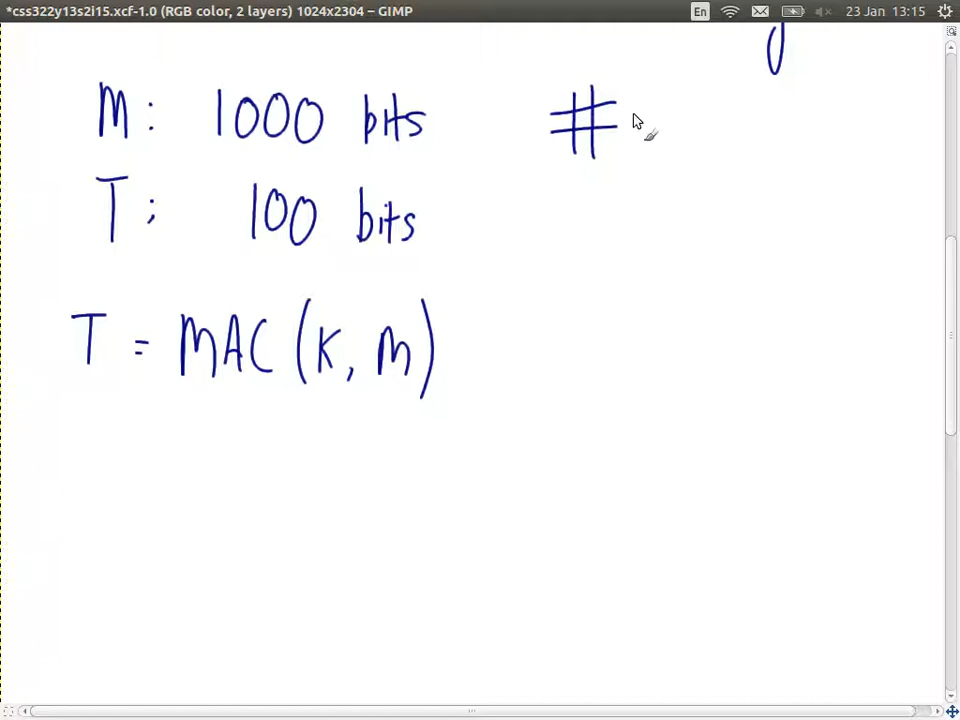 *css322y13s2i15.xcf-1.0 (RGB color, 2 layers) 1024x2304 – GIMP En 23 Jan 13:15
M: 1000 bits #
T: 100 bits
T = MAC (K, M)